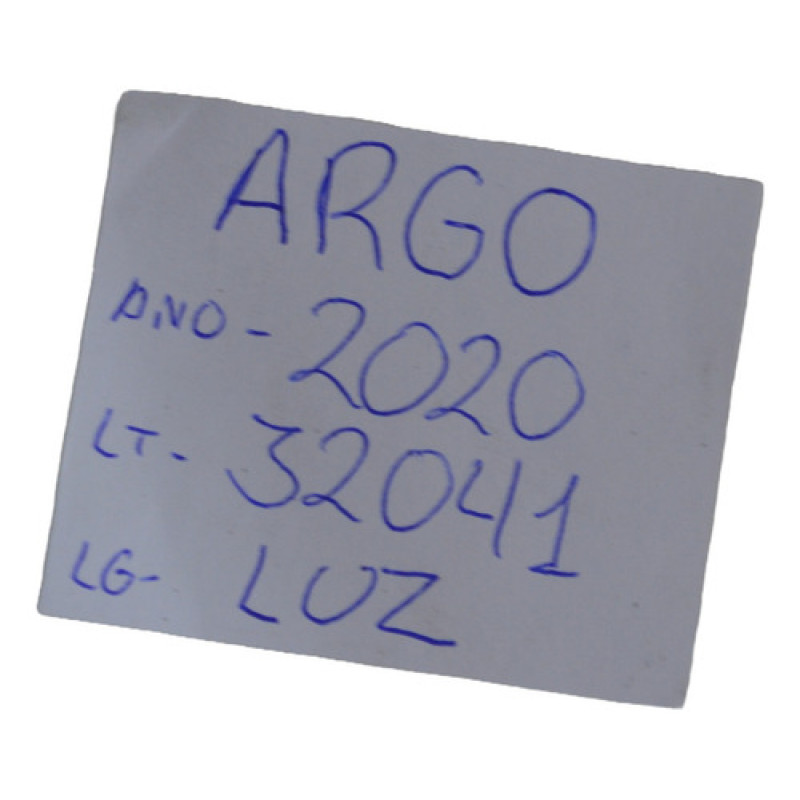 ARGO
ANO - 2020
LT - 32041
LG - LUZ